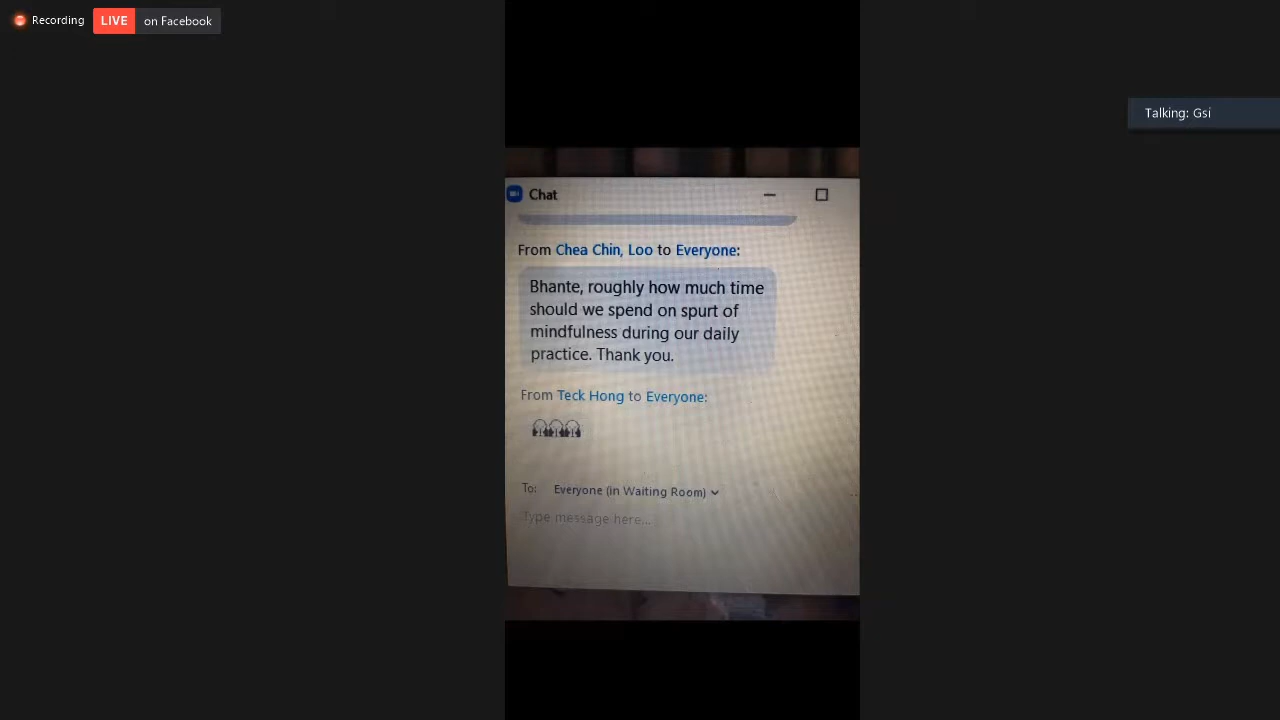 Recording
LIVE on Facebook
Talking: Gsi
Chat
From Chea Chin, Loo to Everyone:
Bhante, roughly how much time
should we spend on spurt of
mindfulness during our daily
practice. Thank you.
From Teck Hong to Everyone:
To: Everyone (in Waiting Room)
Type message here...